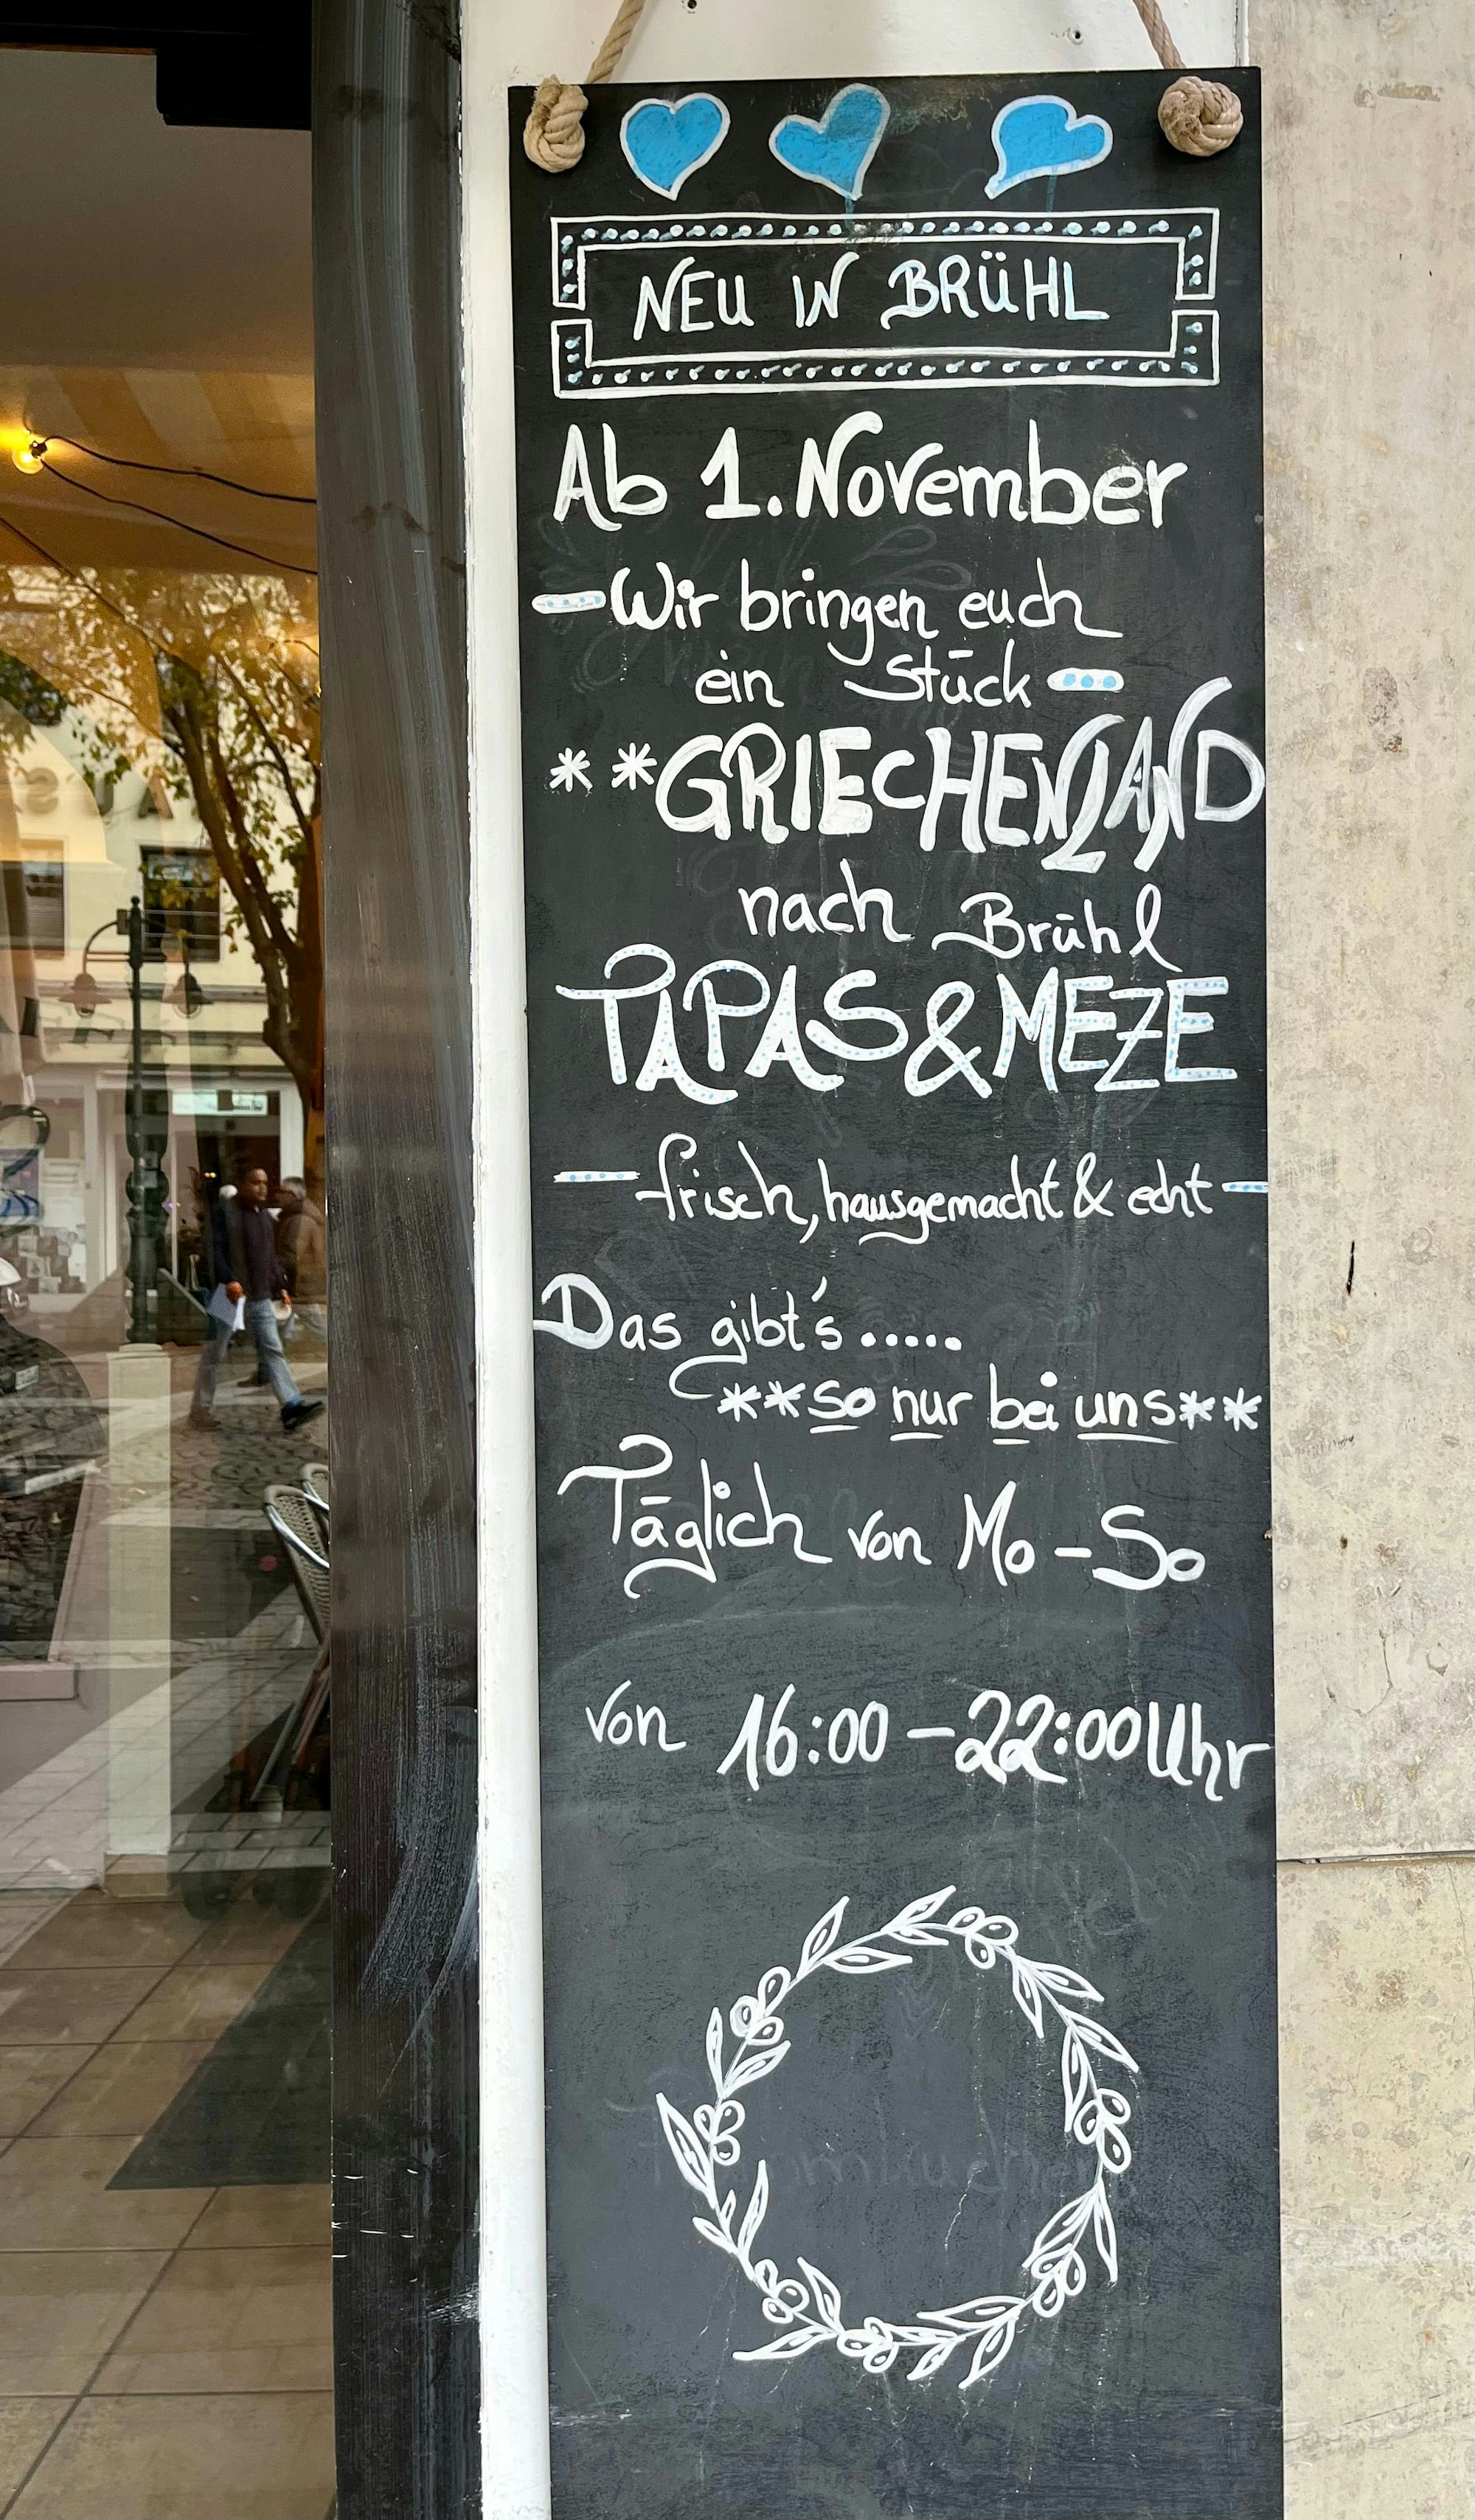 NEU IN BRÜHL
Ab 1. November
Wir bringen euch
ein Stück
**GRIECHENLAND
nach Brühl
TAPAS & MEZE
frisch, hausgemacht & echt
Das gibt's.....
**so nur bei uns**
Täglich von Mo - So
von 16:00 - 22:00 Uhr